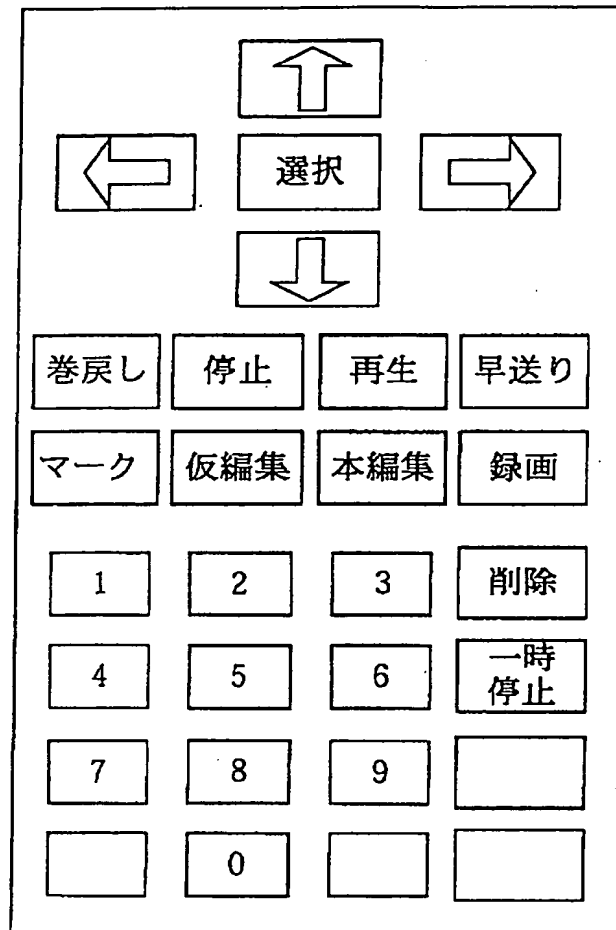 選択
巻戻し 停止 再生 早送り
マーク 仮編集 本編集 録画
1 2 3 削除
4 5 6 一時
停止
7 8 9
0